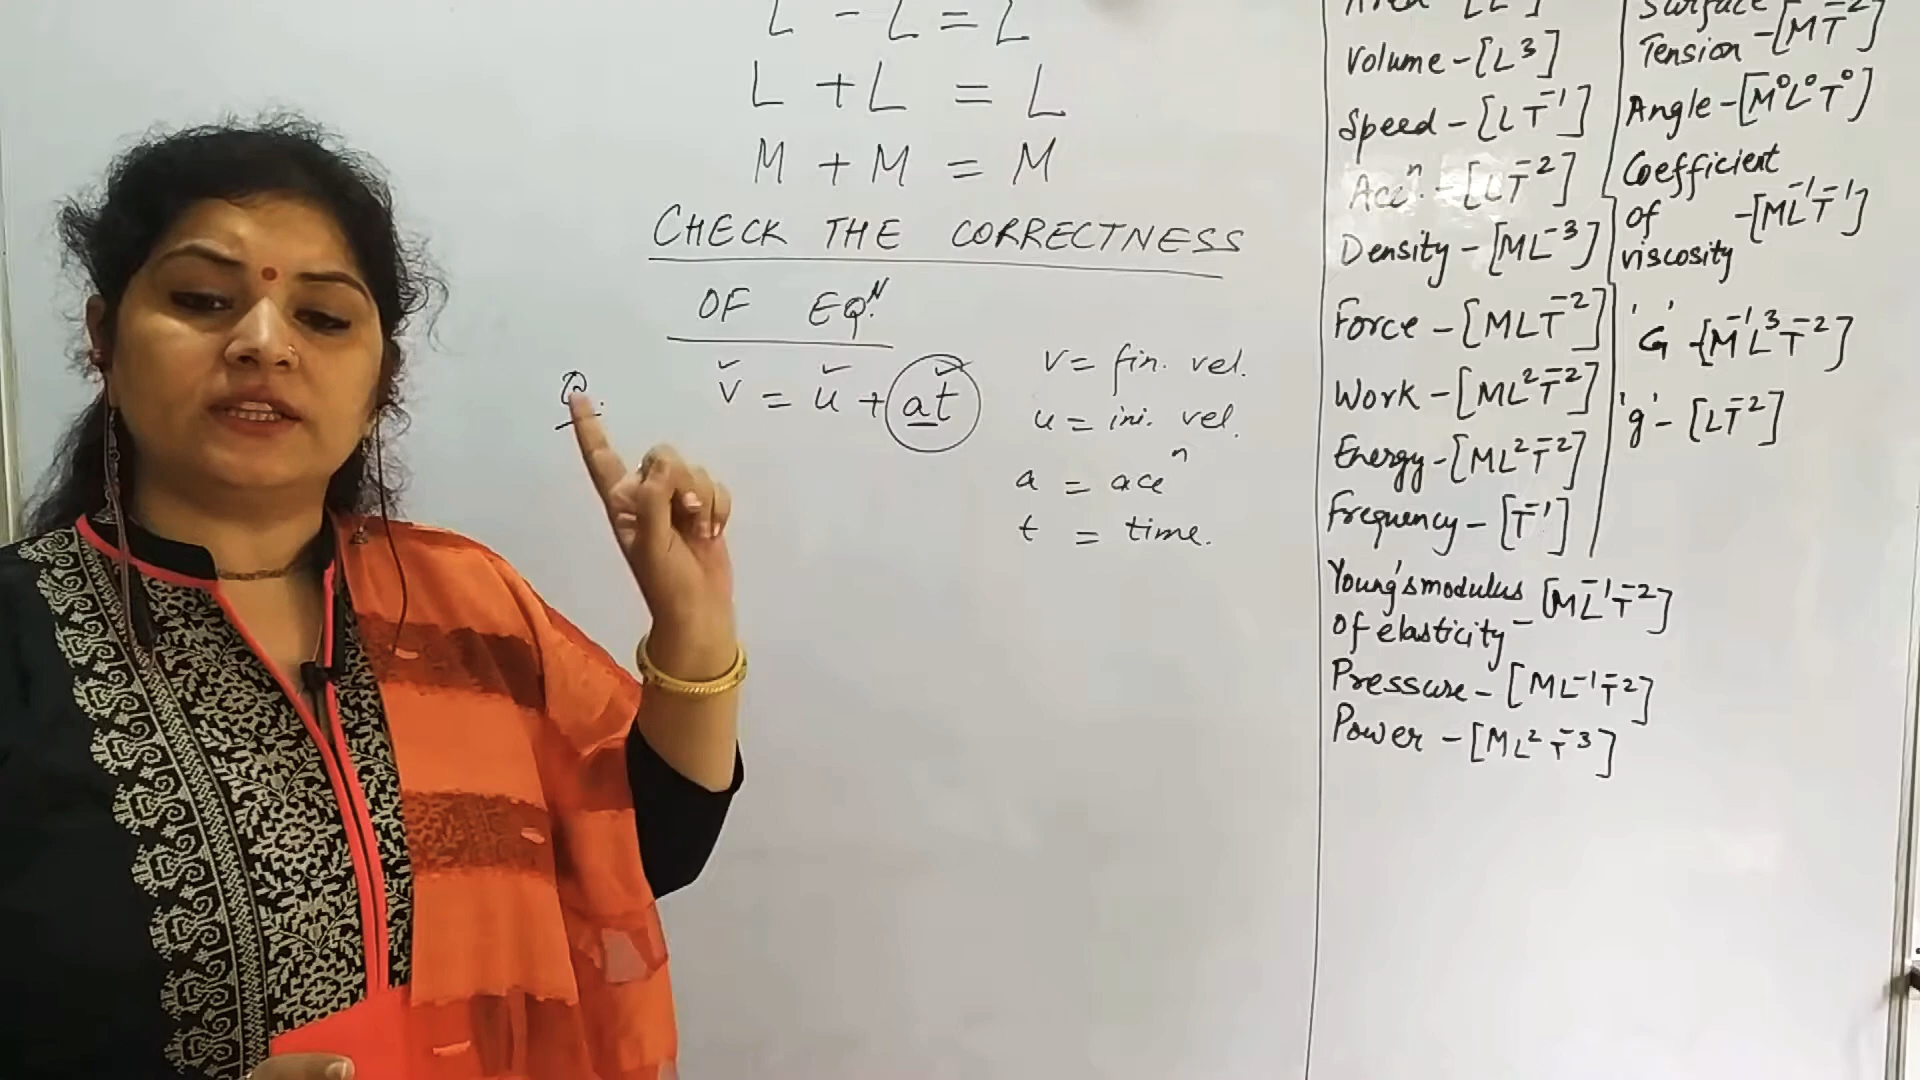 L - L = L
L + L = L
M + M = M
CHECK THE CORRECTNESS
OF EQᴺ.
Q. v = u + at
v = fin. vel.
u = ini. vel.
a = accⁿ
t = time.
Area - [L²]
Volume - [L³]
Speed - [LT⁻¹]
Accⁿ. - [LT⁻²]
Density - [ML⁻³]
Force - [MLT⁻²]
Work - [ML²T⁻²]
Energy - [ML²T⁻²]
Frequency - [T⁻¹]
Young's modulus
of elasticity - [ML⁻¹T⁻²]
Pressure - [ML⁻¹T⁻²]
Power - [ML²T⁻³]
Surface
Tension - [MT⁻²]
Angle - [M⁰L⁰T⁰]
Coefficient
of
viscosity - [ML⁻¹T⁻¹]
'G' - [M⁻¹L³T⁻²]
'g' - [LT⁻²]